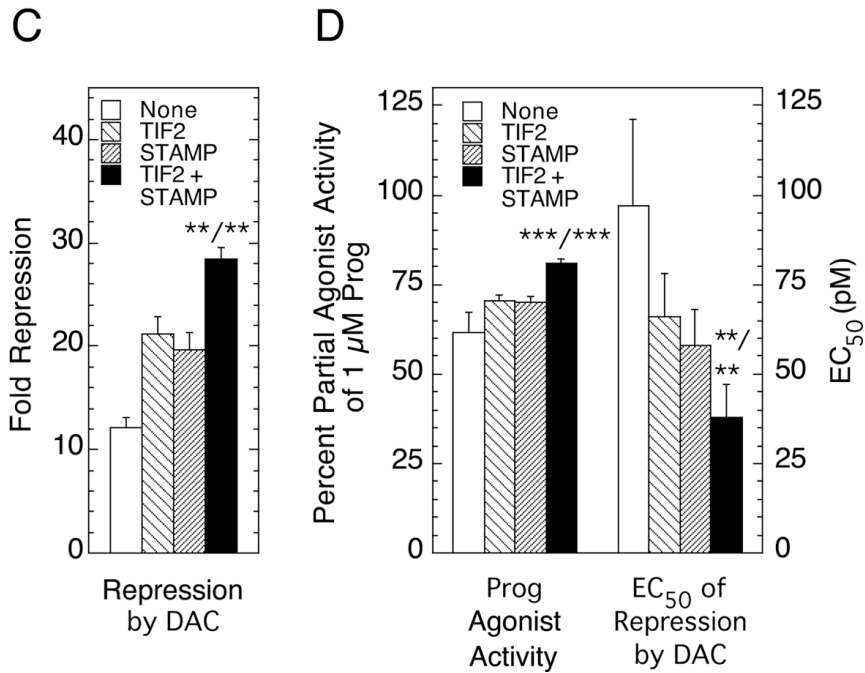 C
D
None
TIF2
STAMP
TIF2 +
STAMP
**/**
40
30
20
10
0
Fold Repression
Repression
by DAC
None
TIF2
STAMP
TIF2 +
STAMP
***/***
**/
**
125
100
75
50
25
0
Percent Partial Agonist Activity
of 1 µM Prog
125
100
75
50
25
0
EC50 (pM)
Prog
Agonist
Activity
EC50 of
Repression
by DAC